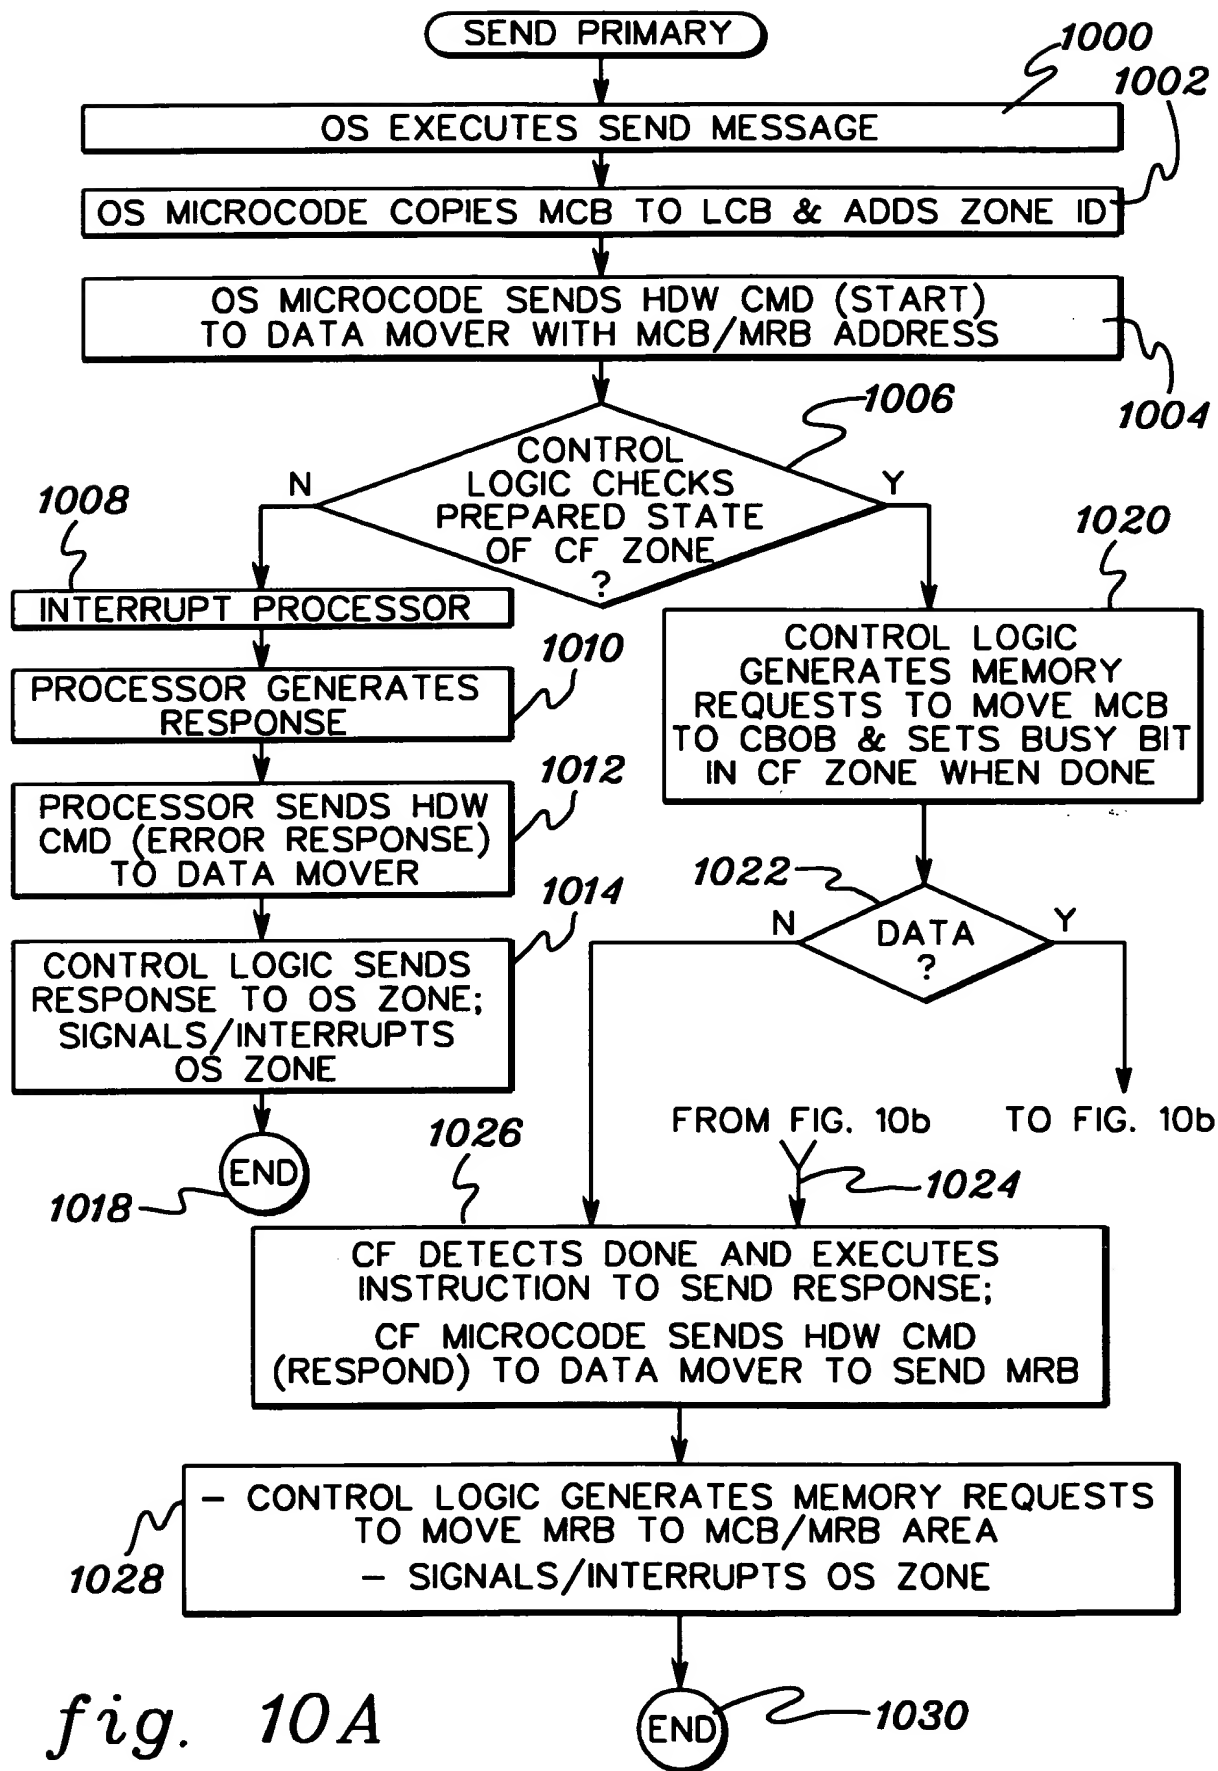 SEND PRIMARY
1000
OS EXECUTES SEND MESSAGE
1002
OS MICROCODE COPIES MCB TO LCB & ADDS ZONE ID
OS MICROCODE SENDS HDW CMD (START)
TO DATA MOVER WITH MCB/MRB ADDRESS
1004
1006
CONTROL
LOGIC CHECKS
PREPARED STATE
OF CF ZONE
?
N
Y
1008
INTERRUPT PROCESSOR
1010
PROCESSOR GENERATES
RESPONSE
1012
PROCESSOR SENDS HDW
CMD (ERROR RESPONSE)
TO DATA MOVER
1014
CONTROL LOGIC SENDS
RESPONSE TO OS ZONE;
SIGNALS/INTERRUPTS
OS ZONE
END
1018
1020
CONTROL LOGIC
GENERATES MEMORY
REQUESTS TO MOVE MCB
TO CBOB & SETS BUSY BIT
IN CF ZONE WHEN DONE
1022
N
DATA
?
Y
FROM FIG. 10b
TO FIG. 10b
1024
1026
CF DETECTS DONE AND EXECUTES
INSTRUCTION TO SEND RESPONSE;
CF MICROCODE SENDS HDW CMD
(RESPOND) TO DATA MOVER TO SEND MRB
1028
– CONTROL LOGIC GENERATES MEMORY REQUESTS
TO MOVE MRB TO MCB/MRB AREA
– SIGNALS/INTERRUPTS OS ZONE
END
1030
fig. 10A